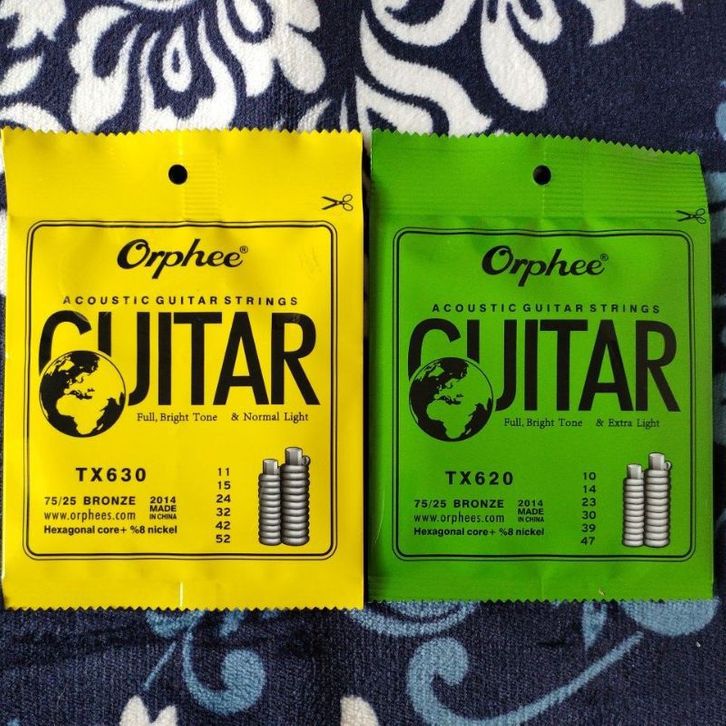 Orphee®
ACOUSTIC GUITAR STRINGS
GUITAR
Full, Bright Tone & Normal Light
TX630
75/25 BRONZE
www.orphees.com
2014
MADE
IN CHINA
Hexagonal core+ %8 nickel
11
15
24
32
42
52
Orphee®
ACOUSTIC GUITAR STRINGS
GUITAR
Full, Bright Tone & Extra Light
TX620
75/25 BRONZE
www.orphees.com
2014
MADE
IN CHINA
Hexagonal core+ %8 nickel
10
14
23
30
39
47